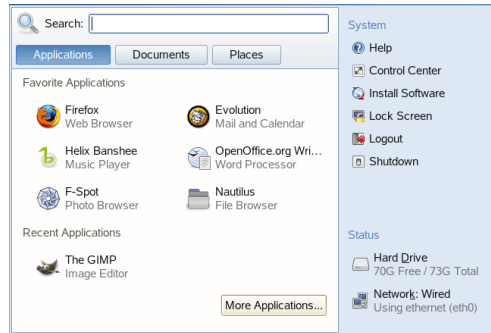 Search:
Applications
Documents
Places
Favorite Applications
Firefox
Web Browser
Evolution
Mail and Calendar
Helix Banshee
Music Player
OpenOffice.org Wri...
Word Processor
F-Spot
Photo Browser
Nautilus
File Browser
Recent Applications
The GIMP
Image Editor
More Applications...
System
Help
Control Center
Install Software
Lock Screen
Logout
Shutdown
Status
Hard Drive
70G Free / 73G Total
Network: Wired
Using ethernet (eth0)